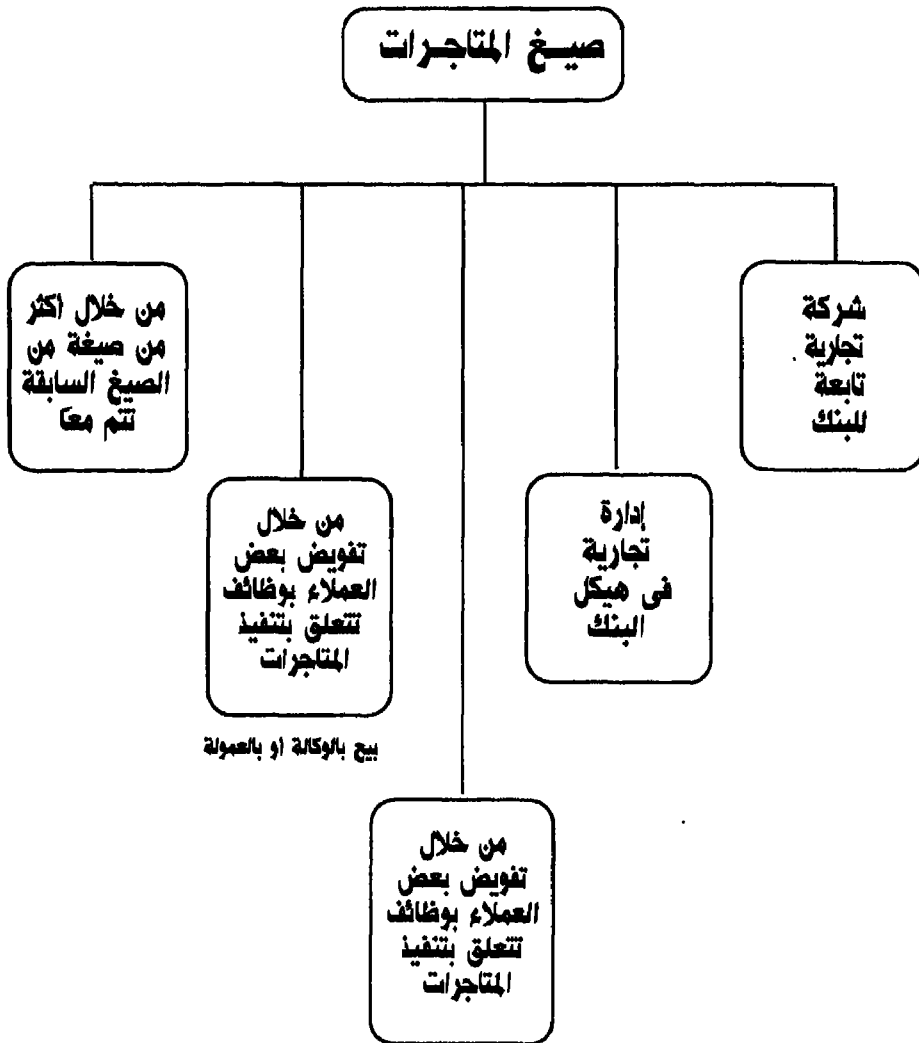 صيغ المتاجرات
شركة
تجارية
تابعة
للبنك
إدارة
تجارية
فى هيكل
البنك
من خلال
تفويض بعض
العملاء بوظائف
تتعلق بتنفيذ
المتاجرات
من خلال
تفويض بعض
العملاء بوظائف
تتعلق بتنفيذ
المتاجرات
بيع بالوكالة أو بالعمولة
من خلال اكثر
من صيغة من
الصيغ السابقة
تتم معا